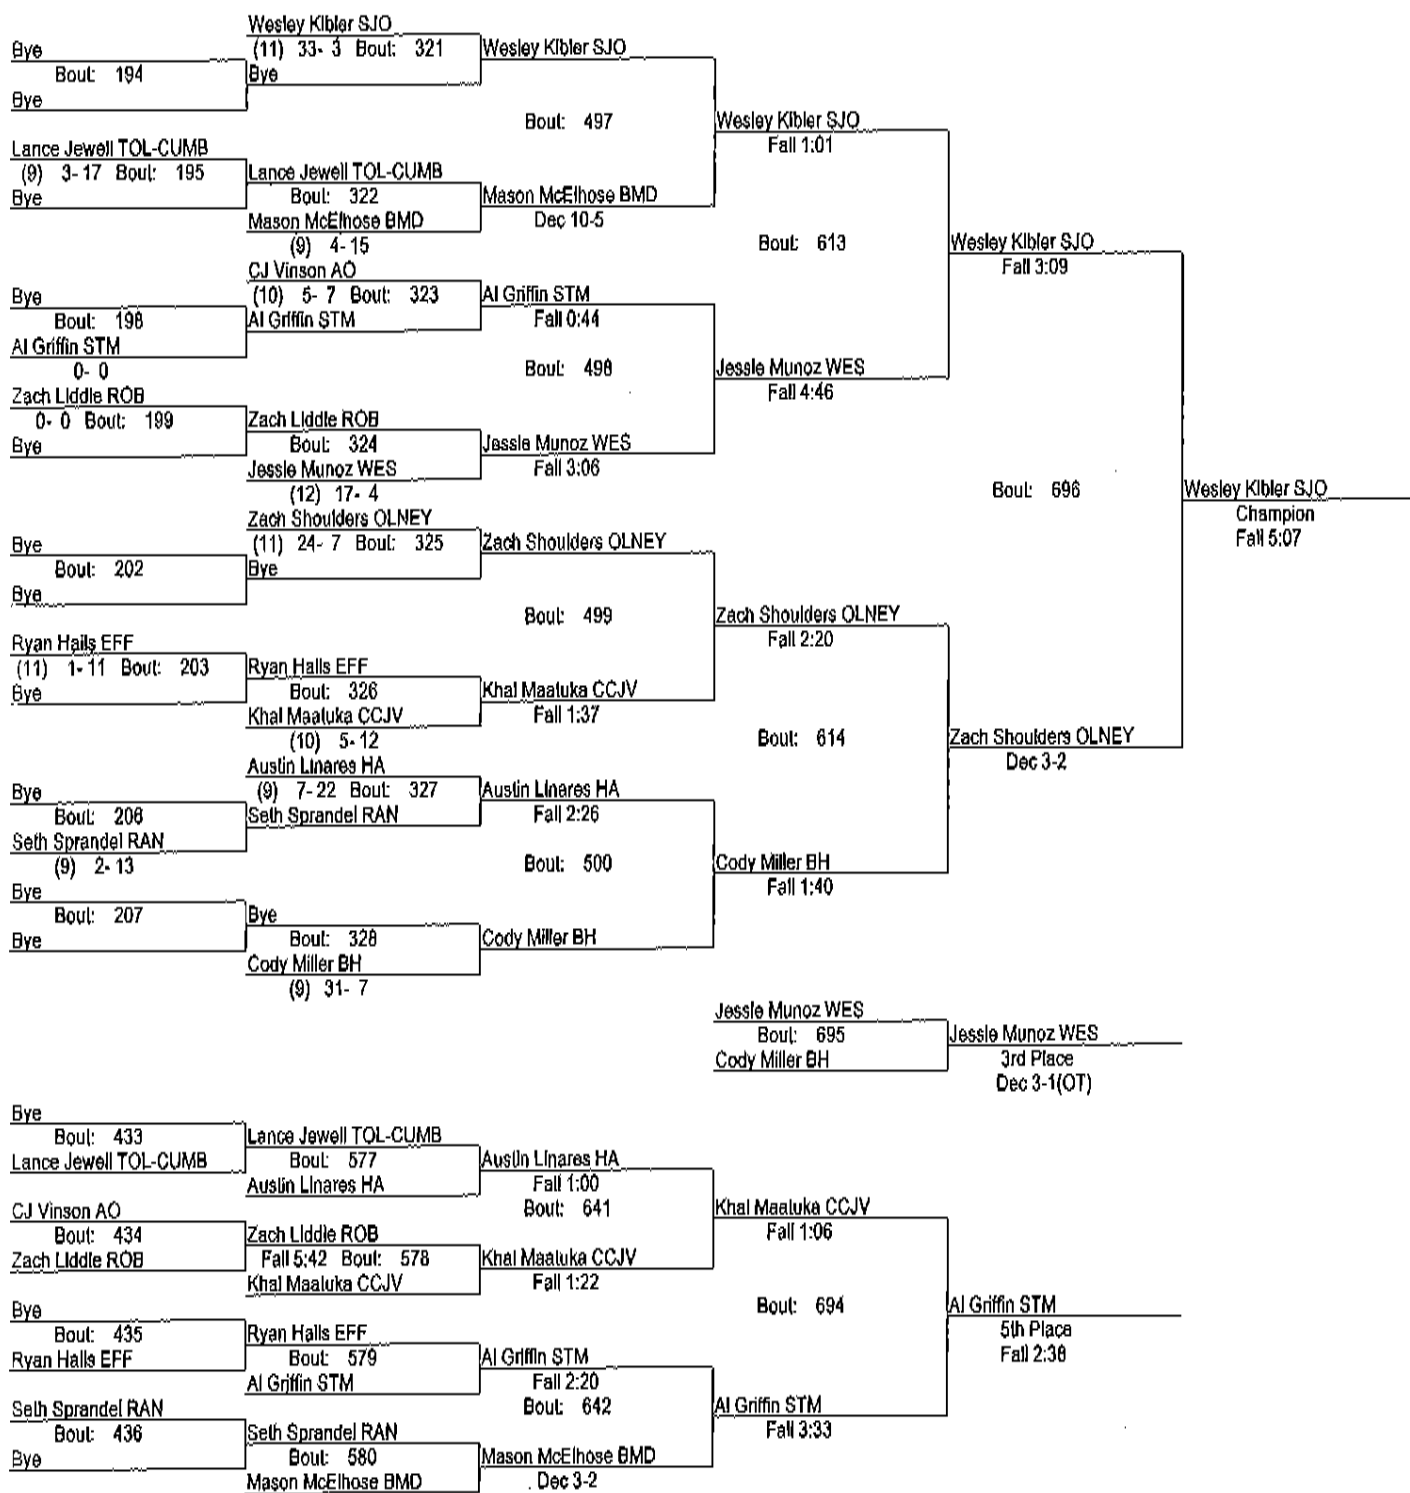 Wesley Kibler SJO
Bye
(11) 33- 3 Bout: 321
Wesley Kibler SJO
Bout: 194
Bye
Bye
Bout: 497
Wesley Kibler SJO
Fall 1:01
Lance Jewell TOL-CUMB
(9) 3- 17 Bout: 195
Lance Jewell TOL-CUMB
Bye
Bout: 322
Mason McElhose BMD
Mason McElhose BMD
Dec 10-5
(9) 4- 15
Bout: 613
Wesley Kibler SJO
Fall 3:09
CJ Vinson AO
Bye
(10) 5- 7 Bout: 323
Al Griffin STM
Bout: 198
Al Griffin STM
Fall 0:44
Al Griffin STM
0- 0
Bout: 498
Jessie Munoz WES
Fall 4:46
Zach Liddle ROB
0- 0 Bout: 199
Zach Liddle ROB
Bye
Bout: 324
Jessie Munoz WES
Jessie Munoz WES
Fall 3:06
(12) 17- 4
Bout: 696
Wesley Kibler SJO
Champion
Fall 5:07
Zach Shoulders OLNEY
Bye
(11) 24- 7 Bout: 325
Zach Shoulders OLNEY
Bout: 202
Bye
Bye
Bout: 499
Zach Shoulders OLNEY
Fall 2:20
Ryan Hails EFF
(11) 1- 11 Bout: 203
Ryan Halls EFF
Bye
Bout: 326
Khal Maatuka CCJV
Khal Maatuka CCJV
Fall 1:37
(10) 5- 12
Bout: 614
Zach Shoulders OLNEY
Dec 3-2
Austin Linares HA
Bye
(9) 7- 22 Bout: 327
Austin Linares HA
Bout: 206
Seth Sprandel RAN
Fall 2:26
Seth Sprandel RAN
(9) 2- 13
Bout: 500
Cody Miller BH
Fall 1:40
Bye
Bout: 207
Bye
Bye
Bout: 328
Cody Miller BH
Cody Miller BH
(9) 31- 7
Jessie Munoz WES
Bout: 695
Jessie Munoz WES
Cody Miller BH
3rd Place
Dec 3-1(OT)
Bye
Bout: 433
Lance Jewell TOL-CUMB
Lance Jewell TOL-CUMB
Bout: 577
Austin Linares HA
Austin Linares HA
Fall 1:00
Bout: 641
Khal Maatuka CCJV
Fall 1:06
CJ Vinson AO
Bout: 434
Zach Liddle ROB
Zach Liddle ROB
Fall 5:42 Bout: 578
Khal Maatuka CCJV
Khal Maatuka CCJV
Fall 1:22
Bout: 694
Al Griffin STM
5th Place
Fall 2:38
Bye
Bout: 435
Ryan Halls EFF
Ryan Halls EFF
Bout: 579
Al Griffin STM
Al Griffin STM
Fall 2:20
Bout: 642
Al Griffin STM
Fall 3:33
Seth Sprandel RAN
Bout: 436
Seth Sprandel RAN
Bye
Bout: 580
Mason McElhose BMD
Mason McElhose BMD
Dec 3-2